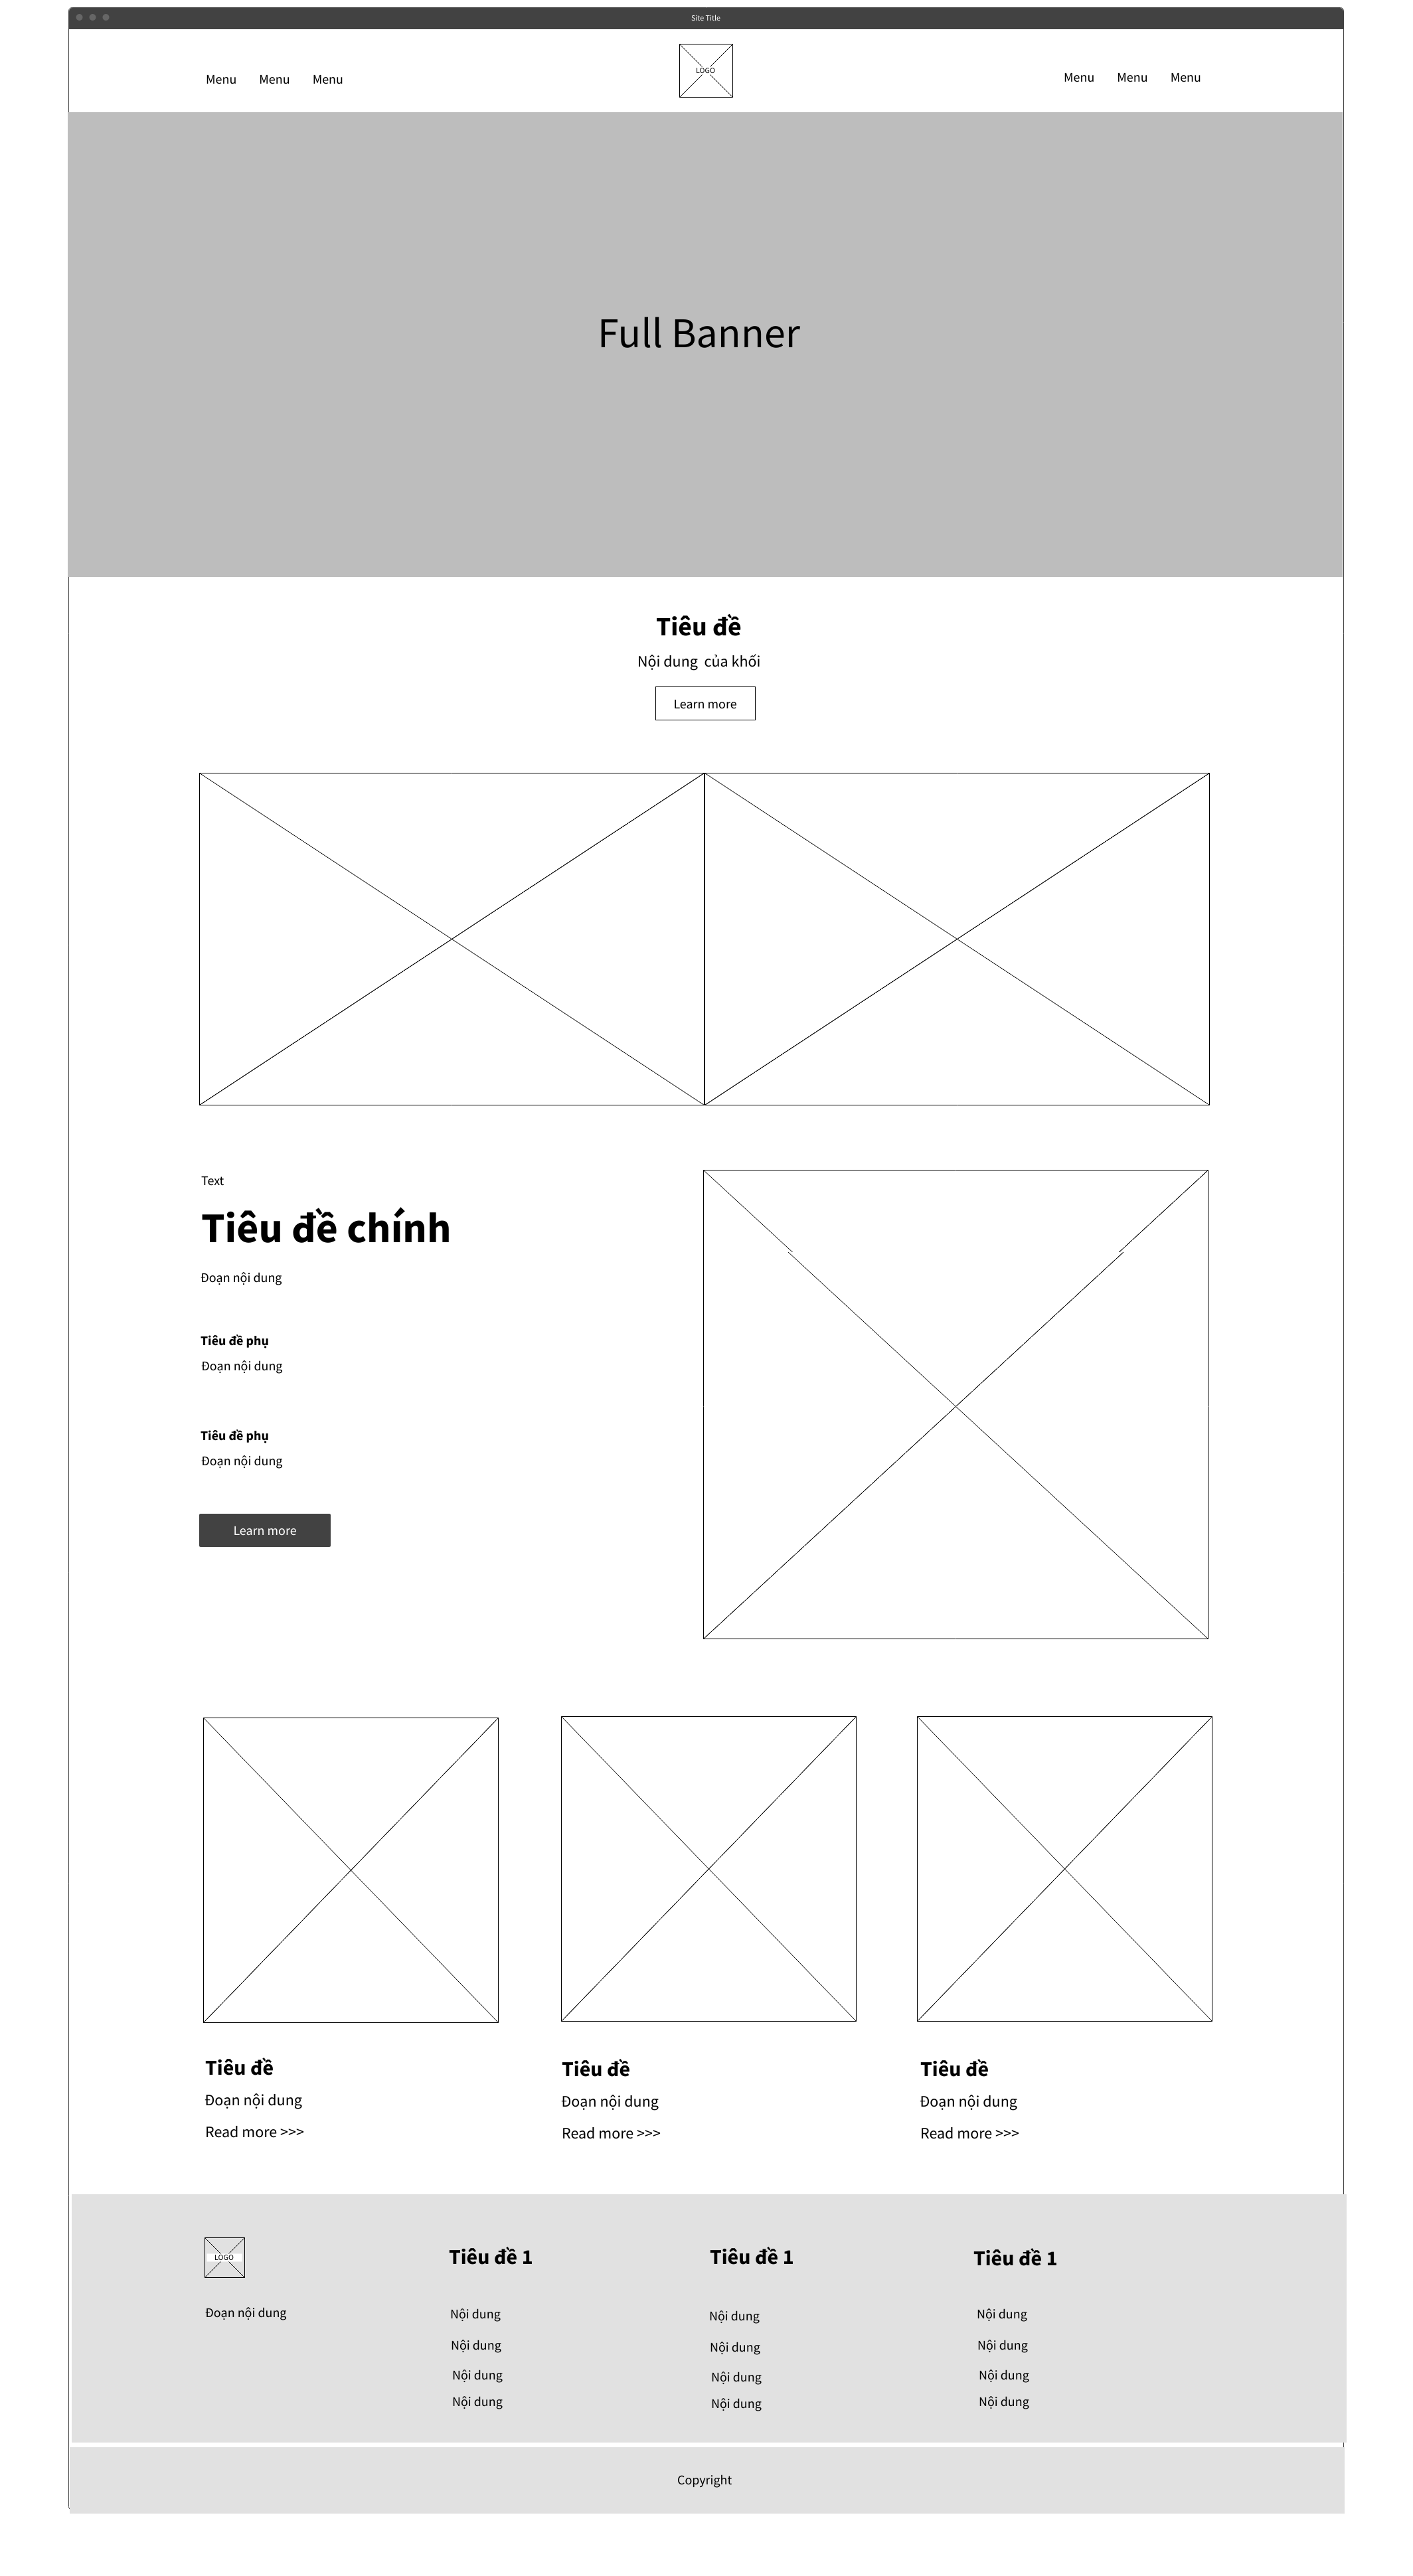 Site Title
Menu Menu Menu
LOGO
Menu Menu Menu
Full Banner
Tiêu đề
Nội dung  của khối
Learn more
Text
Tiêu đề chính
Đoạn nội dung
Tiêu đề phụ
Đoạn nội dung
Tiêu đề phụ
Đoạn nội dung
Learn more
Tiêu đề
Đoạn nội dung
Read more >>>
Tiêu đề
Đoạn nội dung
Read more >>>
Tiêu đề
Đoạn nội dung
Read more >>>
LOGO
Đoạn nội dung
Tiêu đề 1
Nội dung
Nội dung
Nội dung
Nội dung
Tiêu đề 1
Nội dung
Nội dung
Nội dung
Nội dung
Tiêu đề 1
Nội dung
Nội dung
Nội dung
Nội dung
Copyright